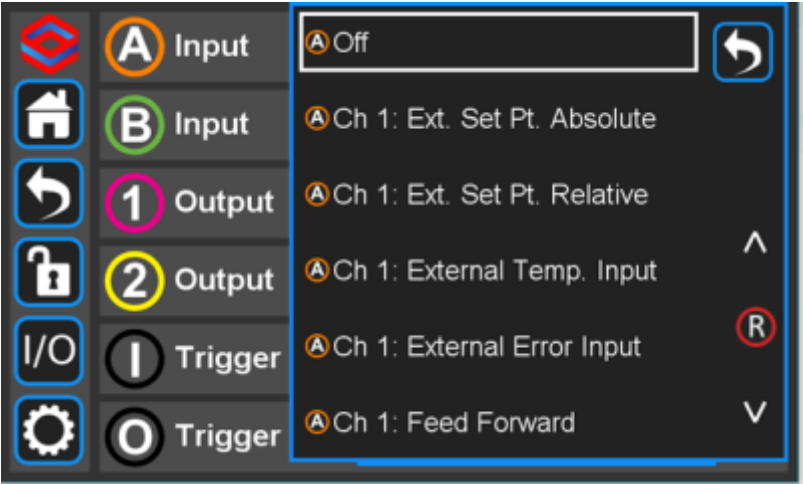 A Input
B Input
1 Output
2 Output
I/O
I Trigger
O Trigger
A Off
A Ch 1: Ext. Set Pt. Absolute
A Ch 1: Ext. Set Pt. Relative
A Ch 1: External Temp. Input
A Ch 1: External Error Input
A Ch 1: Feed Forward
R